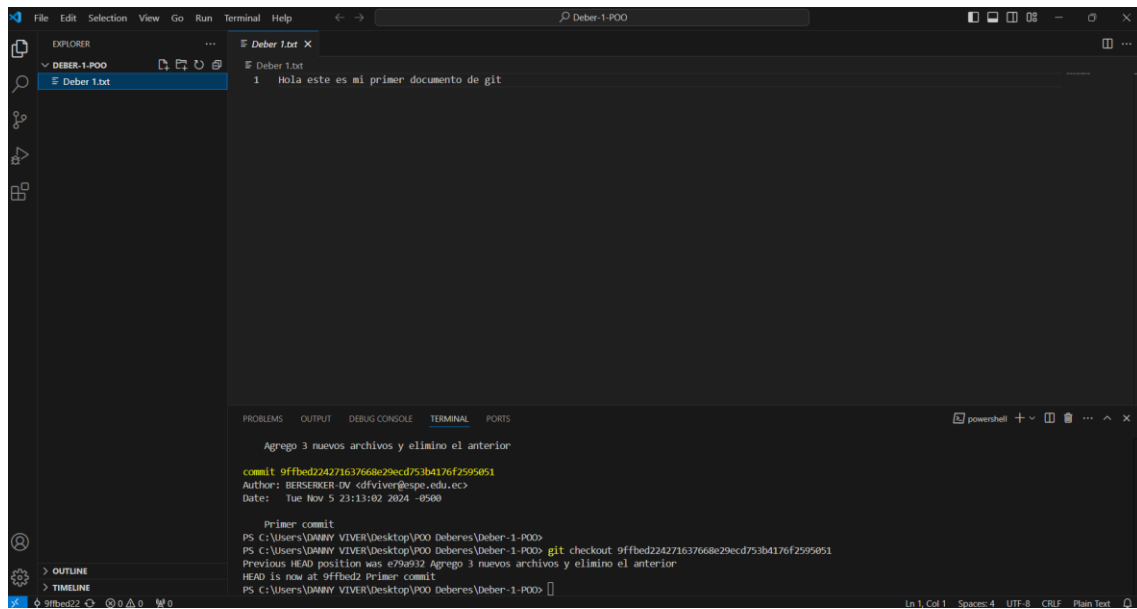 File Edit Selection View Go Run Terminal Help
Deber-1-POO
EXPLORER
DEBER-1-POO
Deber 1.txt
OUTLINE
TIMELINE
Deber 1.txt
Deber 1.txt
1 Hola este es mi primer documento de git
PROBLEMS OUTPUT DEBUG CONSOLE TERMINAL PORTS
powershell
Agrego 3 nuevos archivos y elimino el anterior
commit 9ffbed224271637668e29ecd753b4176f2595051
Author: BERSERKER-DV <dfviver@espe.edu.ec>
Date: Tue Nov 5 23:13:02 2024 -0500
Primer commit
PS C:\Users\DANNY VIVER\Desktop\POO Deberes\Deber-1-POO>
PS C:\Users\DANNY VIVER\Desktop\POO Deberes\Deber-1-POO> git checkout 9ffbed224271637668e29ecd753b4176f2595051
Previous HEAD position was e79a932 Agrego 3 nuevos archivos y elimino el anterior
HEAD is now at 9ffbed2 Primer commit
PS C:\Users\DANNY VIVER\Desktop\POO Deberes\Deber-1-POO>
9ffbed22 0 0 0 Ln 1, Col 1 Spaces: 4 UTF-8 CRLF Plain Text